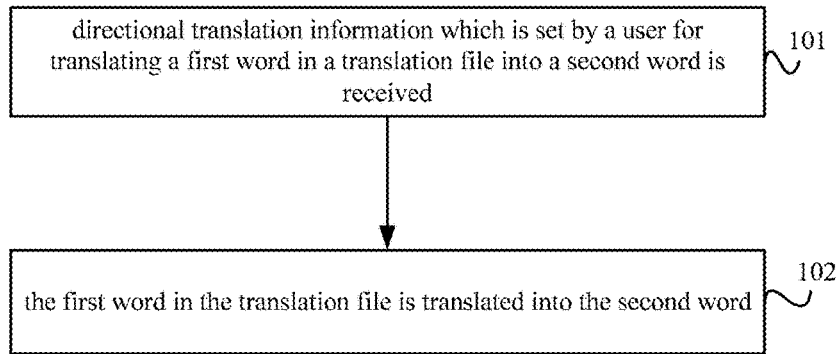 directional translation information which is set by a user for
translating a first word in a translation file into a second word is
received
101
the first word in the translation file is translated into the second word
102